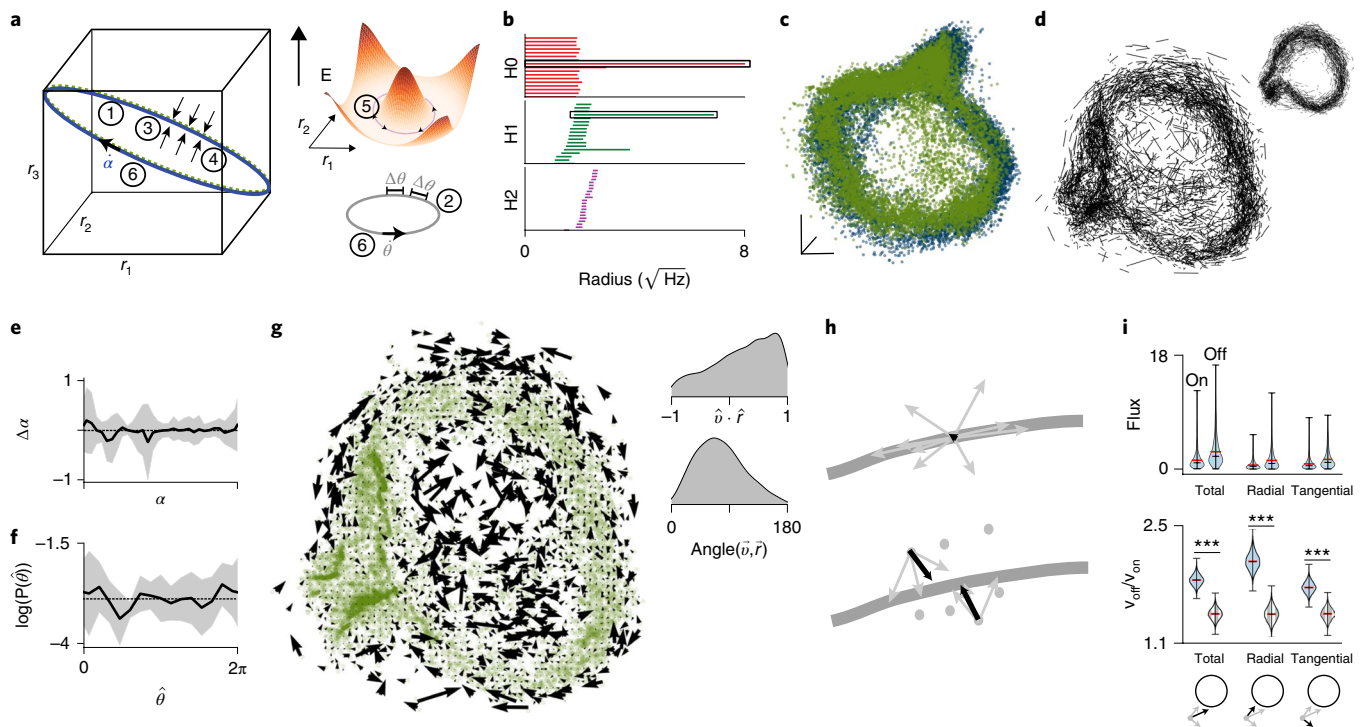 a
E
r2
r1
1
3
4
α̇
6
r3
r2
r1
5
Δθ Δθ
2
6
θ̇
b
H0
H1
H2
0 8
Radius (√Hz)
c
d
e
1
Δα
−1
α
f
−1.5
log(P(θ̂))
−4
0 2π
θ̂
g
−1 v̂ · r̂ 1
0 180
Angle(v⃗,r⃗)
h
i
18
Flux
0
On
Off
Total Radial Tangential
2.5
voff/von
1.1
*** *** ***
Total Radial Tangential